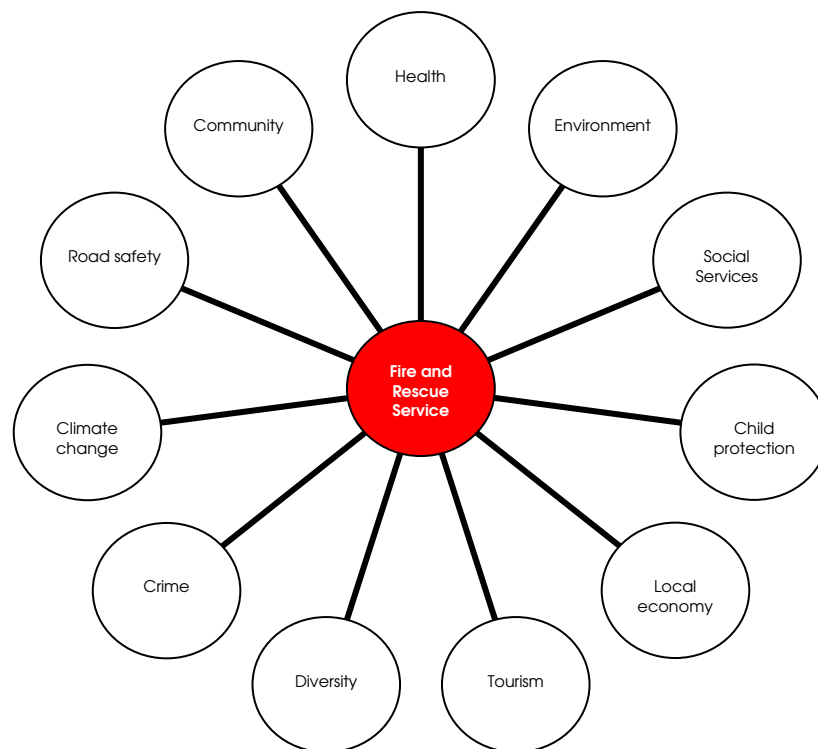 Health
Community
Environment
Road safety
Social
Services
Fire and
Rescue
Service
Climate
change
Child
protection
Crime
Local
economy
Diversity
Tourism